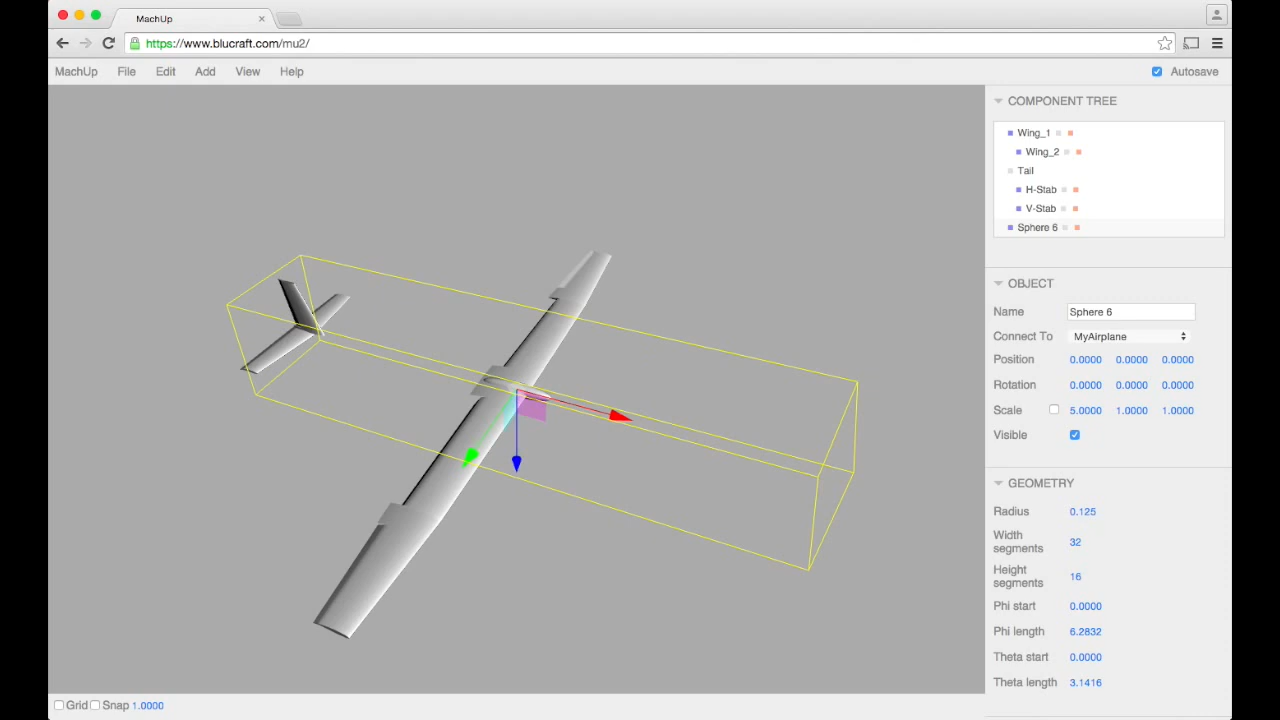 MachUp
https://www.blucraft.com/mu2/
MachUp File Edit Add View Help Autosave
COMPONENT TREE
Wing_1
Wing_2
Tail
H-Stab
V-Stab
Sphere 6
OBJECT
Name Sphere 6
Connect To MyAirplane
Position 0.0000 0.0000 0.0000
Rotation 0.0000 0.0000 0.0000
Scale 5.0000 1.0000 1.0000
Visible
GEOMETRY
Radius 0.125
Width
segments 32
Height
segments 16
Phi start 0.0000
Phi length 6.2832
Theta start 0.0000
Theta length 3.1416
Grid Snap 1.0000